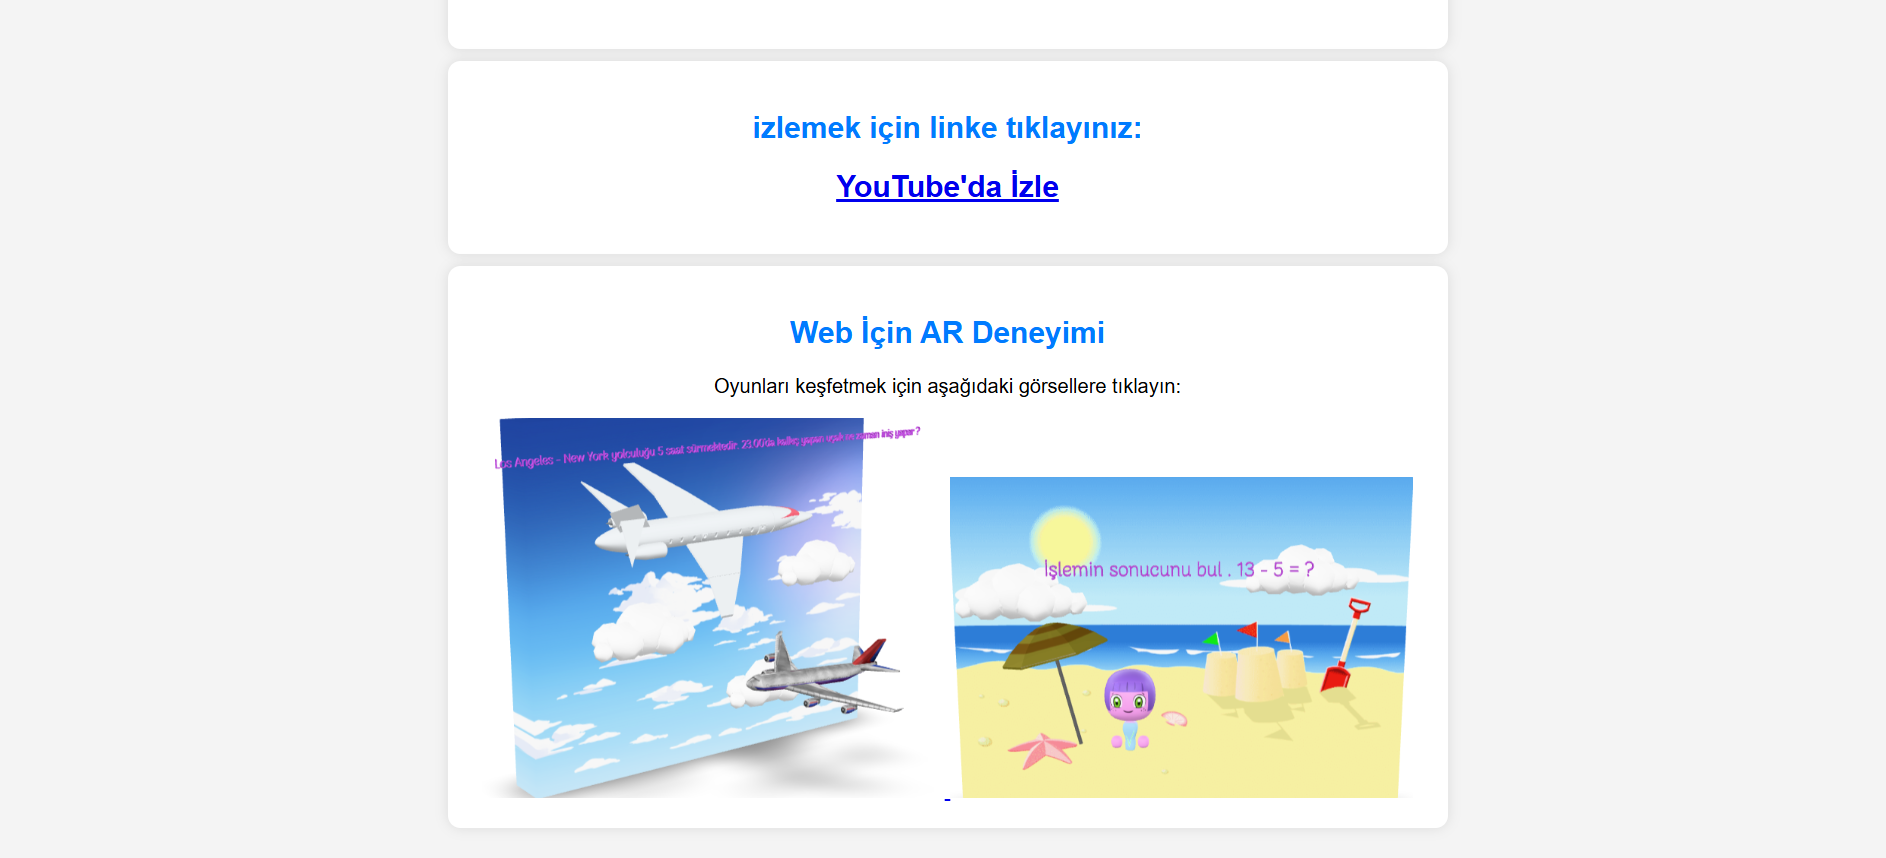 izlemek için linke tıklayınız:
YouTube'da İzle
Web İçin AR Deneyimi
Oyunları keşfetmek için aşağıdaki görsellere tıklayın:
Los Angeles - New York yolculuğu 5 saat sürmektedir. 23:00'da kalkış yapan uçak ne zaman iniş yapar ?
İşlemin sonucunu bul . 13 - 5 = ?